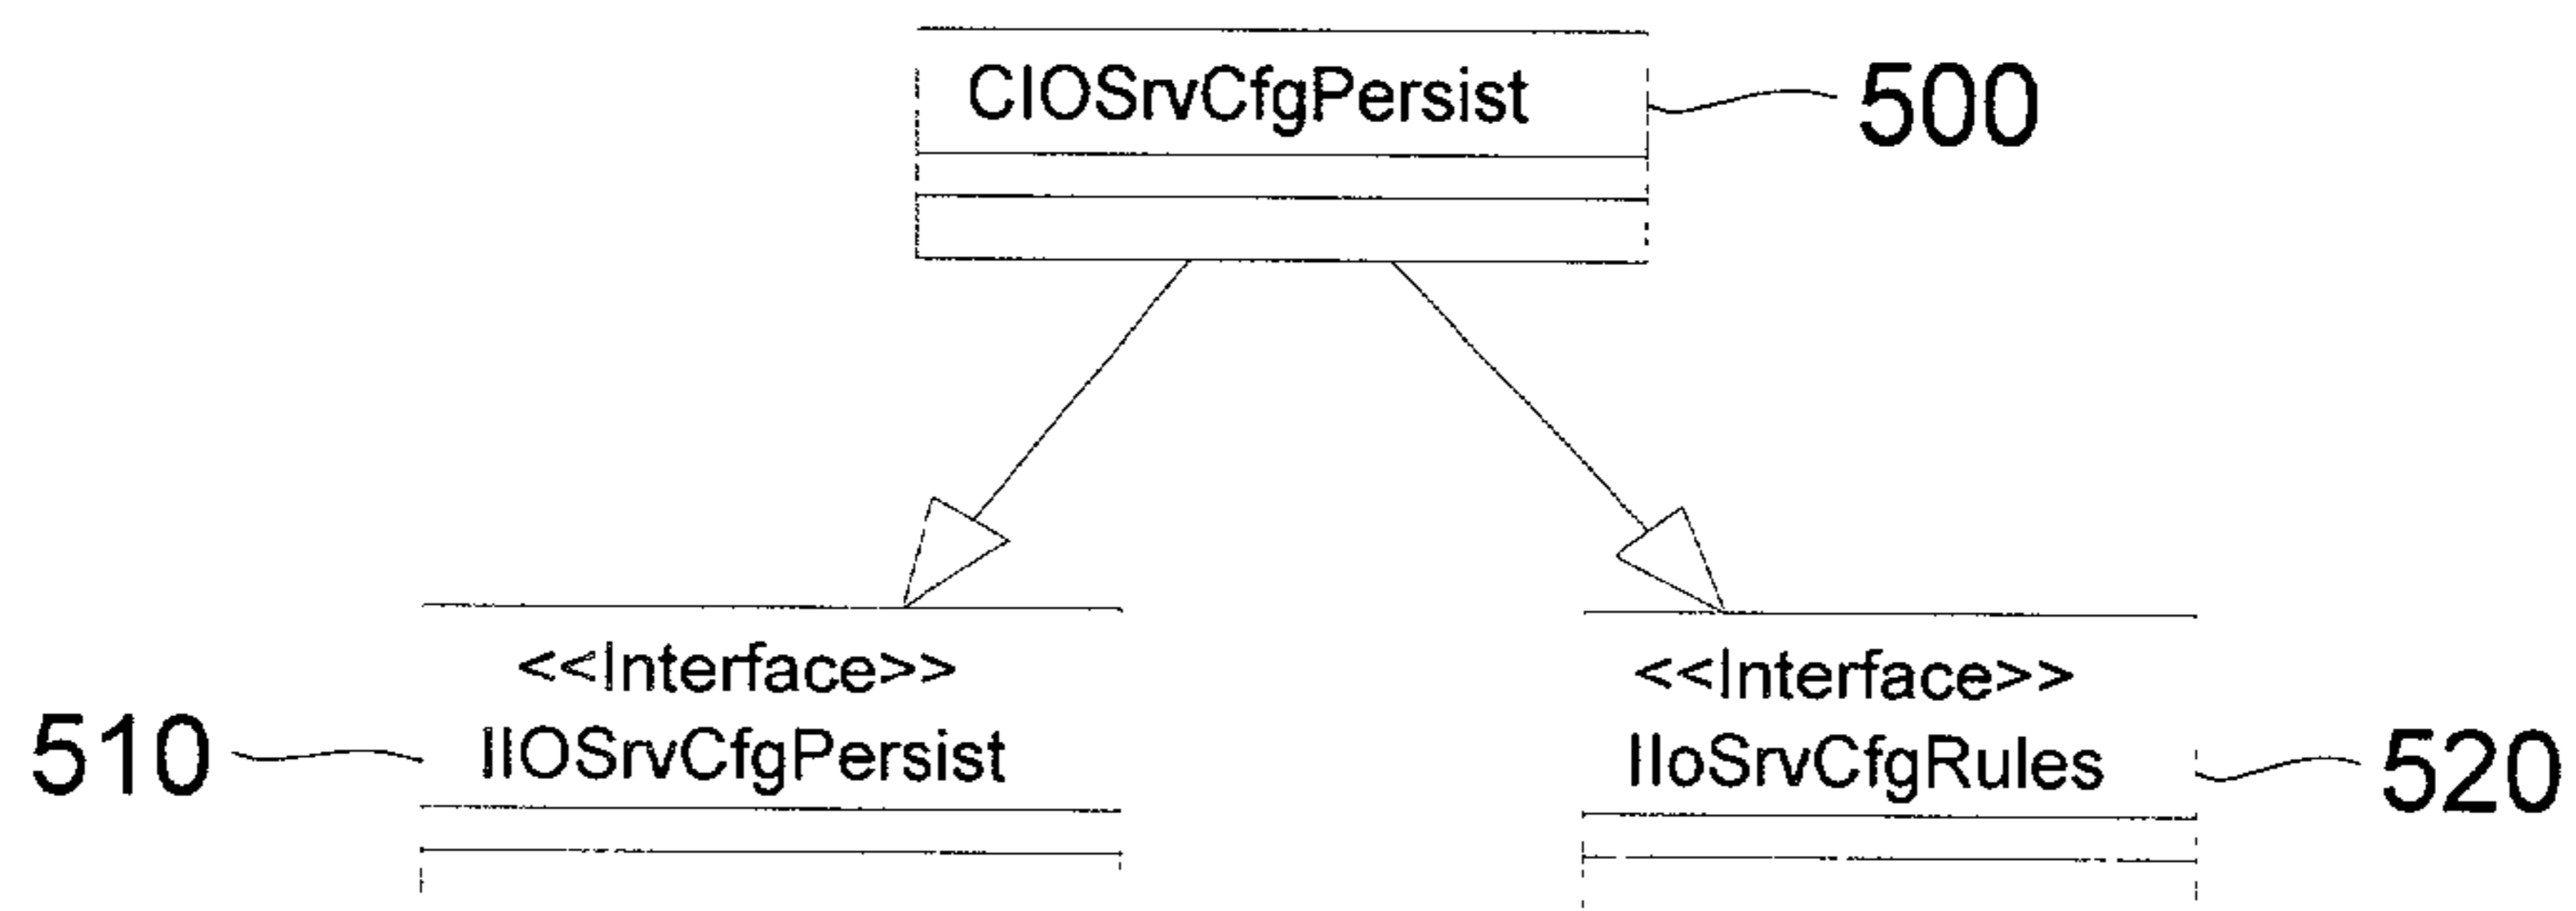 CIOSrvCfgPersist
500
<<Interface>>
IIOSrvCfgPersist
510
<<Interface>>
IIoSrvCfgRules
520